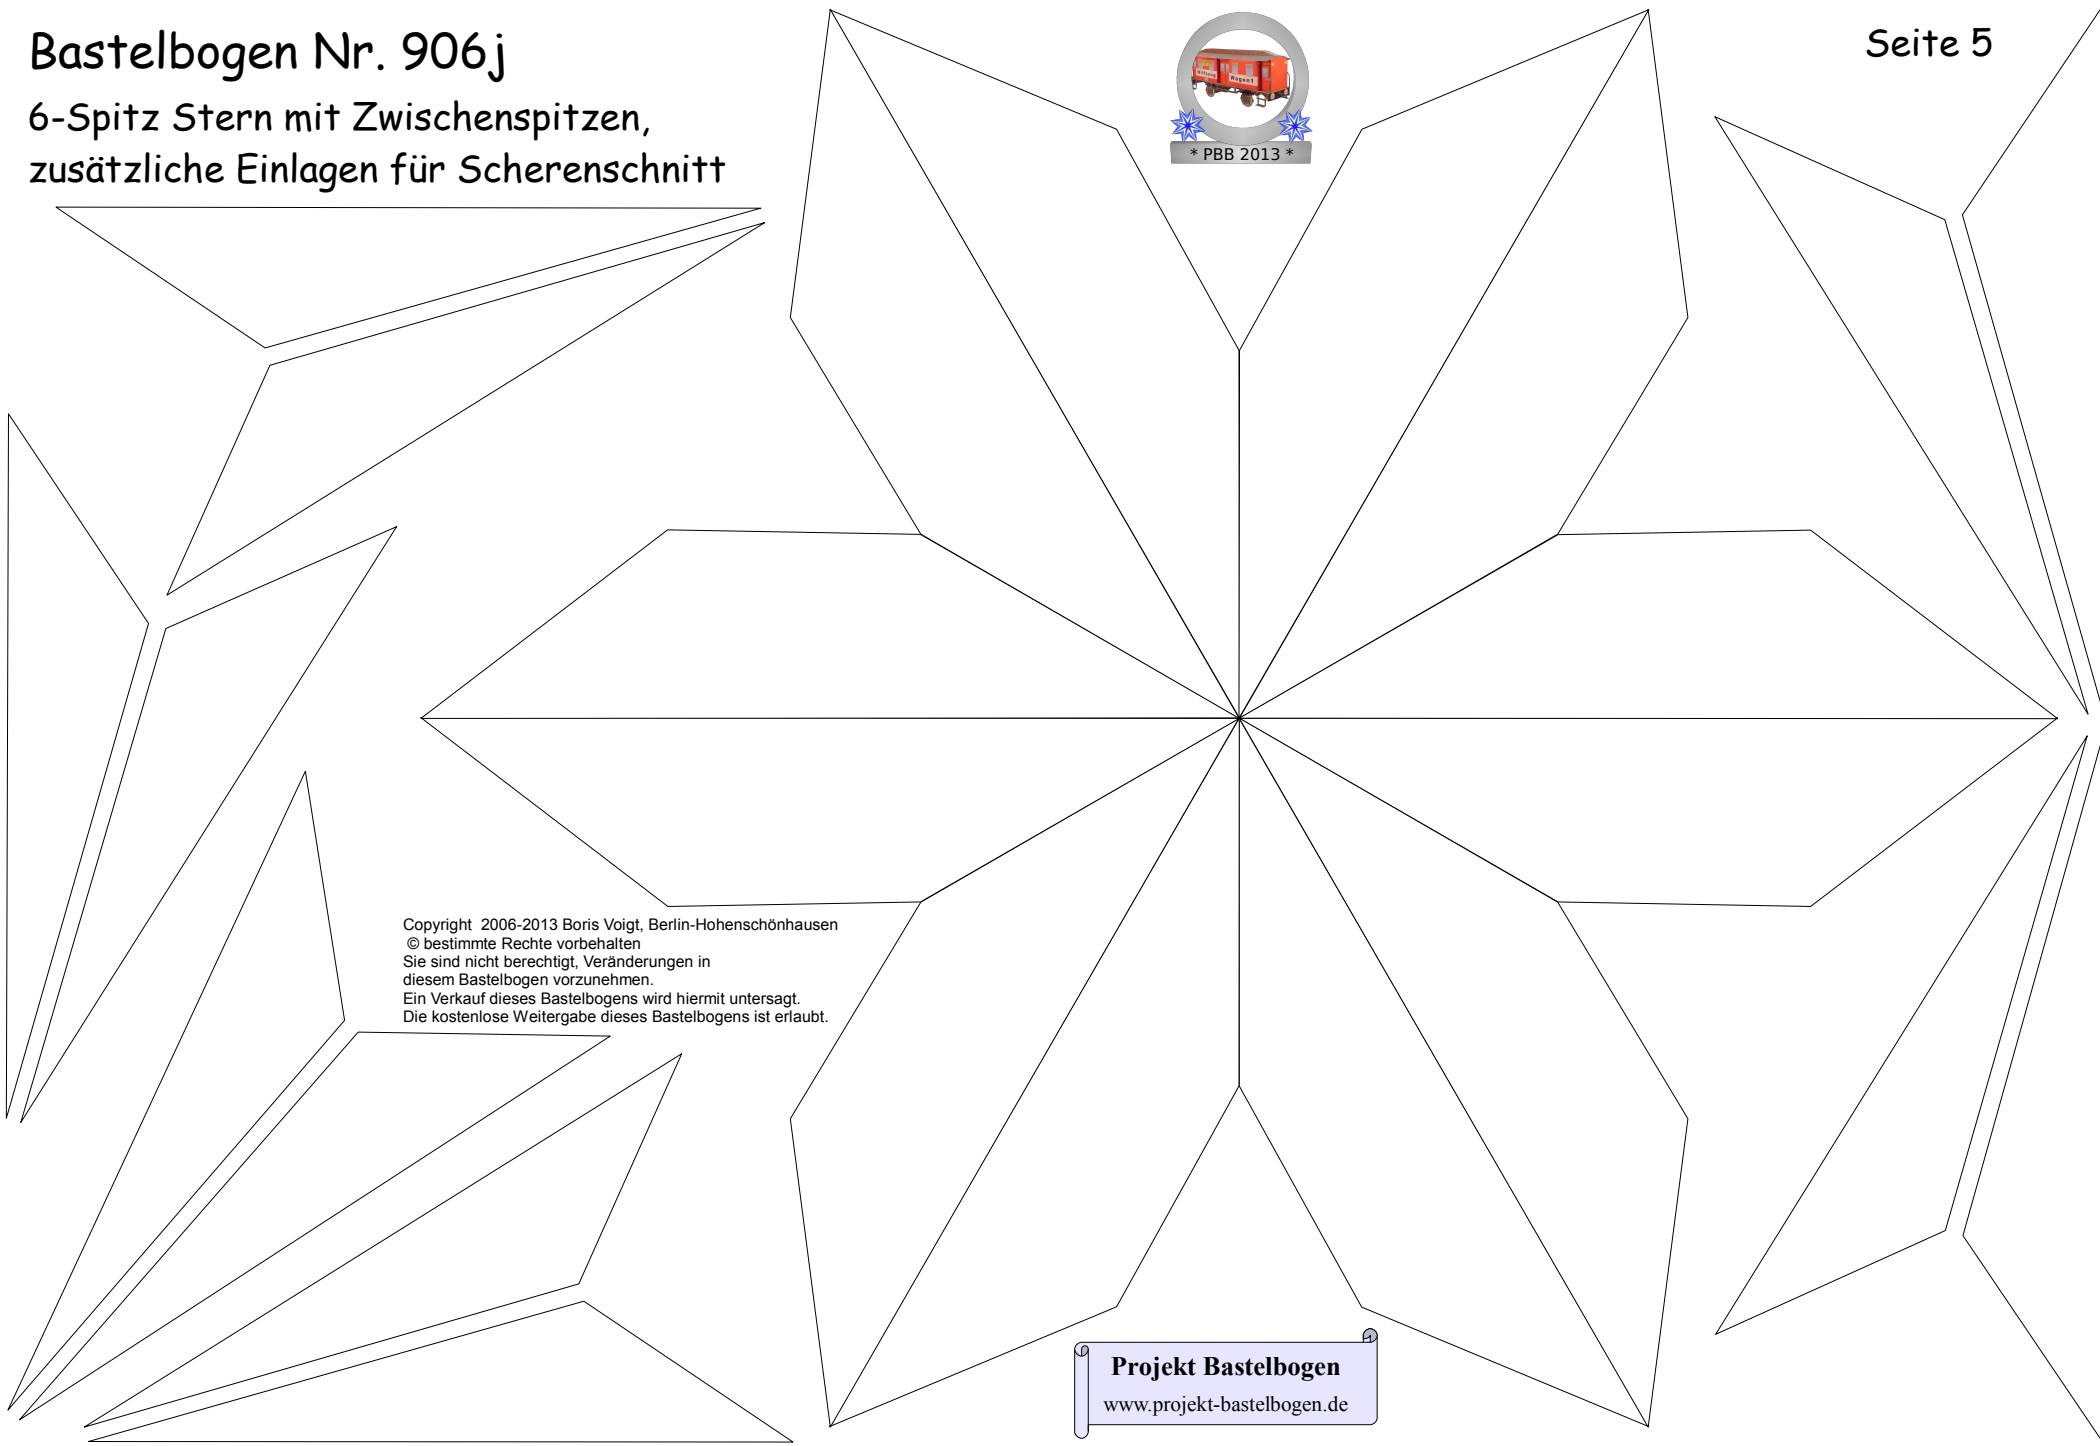 Bastelbogen Nr. 906j
Seite 5
6-Spitz Stern mit Zwischenspitzen,
zusätzliche Einlagen für Scherenschnitt
Wagen 1
* PBB 2013 *
Copyright  2006-2013 Boris Voigt, Berlin-Hohenschönhausen
© bestimmte Rechte vorbehalten
Sie sind nicht berechtigt, Veränderungen in
diesem Bastelbogen vorzunehmen.
Ein Verkauf dieses Bastelbogens wird hiermit untersagt.
Die kostenlose Weitergabe dieses Bastelbogens ist erlaubt.
Projekt Bastelbogen
www.projekt-bastelbogen.de